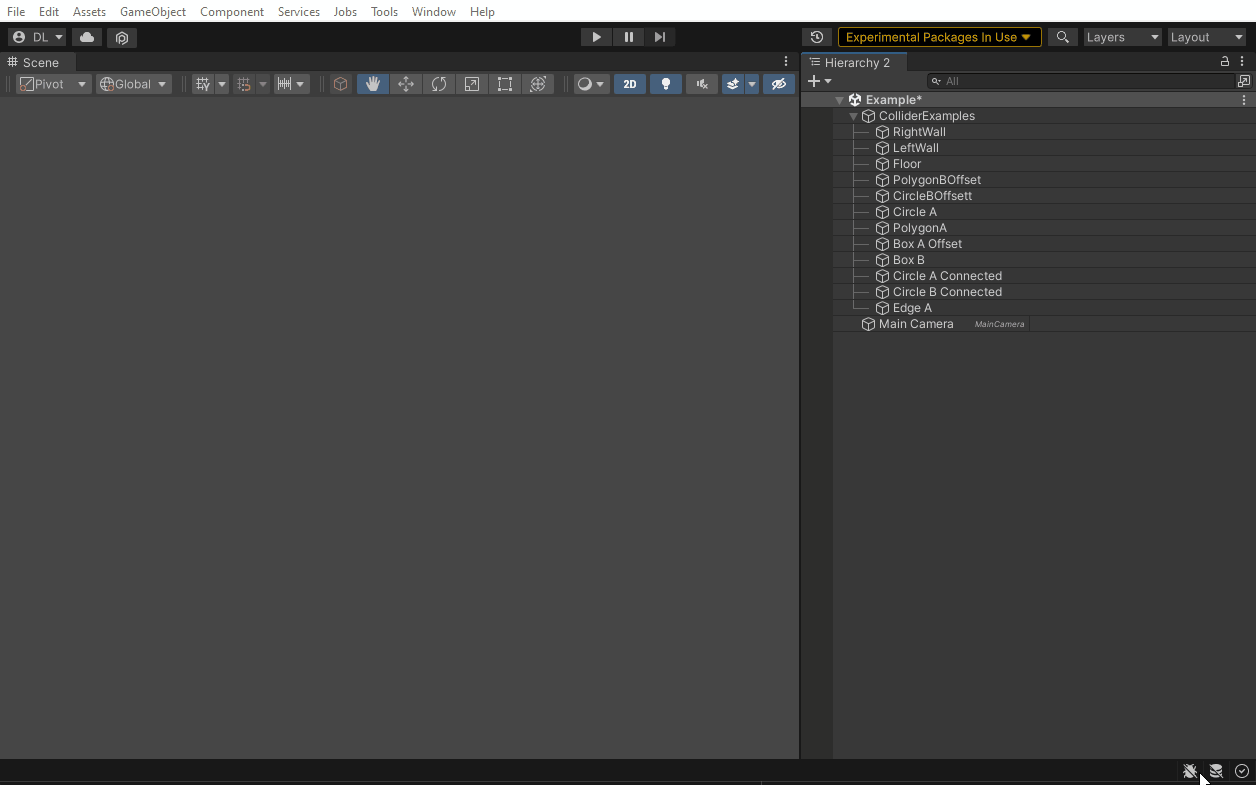 File Edit Assets GameObject Component Services Jobs Tools Window Help
DL Experimental Packages In Use Layers Layout
Scene Hierarchy 2
Pivot Global 2D All
Example*
ColliderExamples
RightWall
LeftWall
Floor
PolygonBOffset
CircleBOffsett
Circle A
PolygonA
Box A Offset
Box B
Circle A Connected
Circle B Connected
Edge A
Main Camera MainCamera